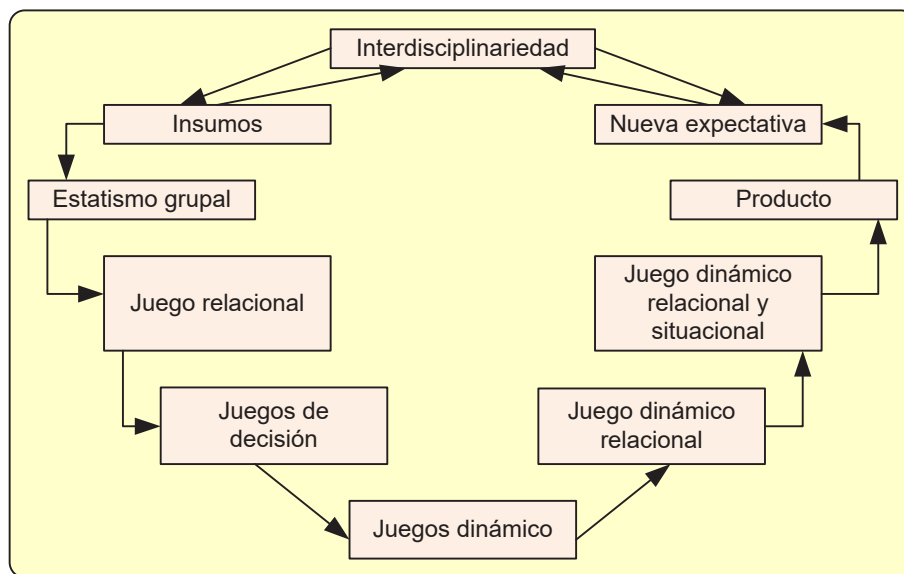 Interdisciplinariedad
Insumos
Nueva expectativa
Estatismo grupal
Producto
Juego relacional
Juego dinámico
relacional y
situacional
Juegos de
decisión
Juego dinámico
relacional
Juegos dinámico